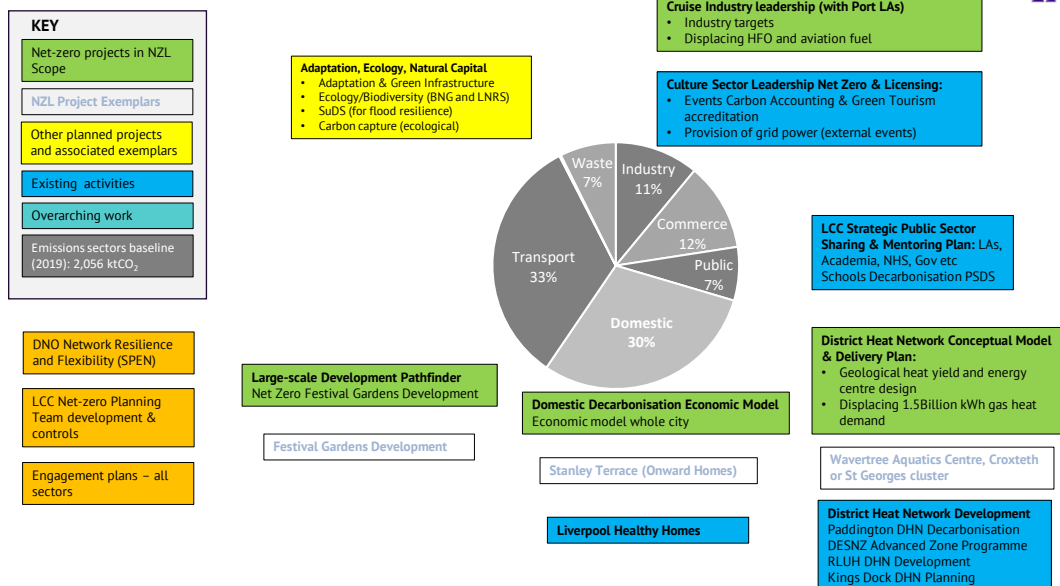 KEY
Net-zero projects in NZL
Scope
NZL Project Exemplars
Other planned projects
and associated exemplars
Existing activities
Overarching work
Emissions sectors baseline
(2019): 2,056 ktCO₂
DNO Network Resilience
and Flexibility (SPEN)
LCC Net-zero Planning
Team development &
controls
Engagement plans – all
sectors
Adaptation, Ecology, Natural Capital
• Adaptation & Green Infrastructure
• Ecology/Biodiversity (BNG and LNRS)
• SuDS (for flood resilience)
• Carbon capture (ecological)
Cruise Industry leadership (with Port LAs)
• Industry targets
• Displacing HFO and aviation fuel
Culture Sector Leadership Net Zero & Licensing:
• Events Carbon Accounting & Green Tourism
accreditation
• Provision of grid power (external events)
Waste
7%
Industry
11%
Commerce
12%
Public
7%
Domestic
30%
Transport
33%
LCC Strategic Public Sector
Sharing & Mentoring Plan: LAs,
Academia, NHS, Gov etc
Schools Decarbonisation PSDS
Large-scale Development Pathfinder
Net Zero Festival Gardens Development
Festival Gardens Development
Domestic Decarbonisation Economic Model
Economic model whole city
Stanley Terrace (Onward Homes)
Liverpool Healthy Homes
District Heat Network Conceptual Model
& Delivery Plan:
• Geological heat yield and energy
centre design
• Displacing 1.5Billion kWh gas heat
demand
Wavertree Aquatics Centre, Croxteth
or St Georges cluster
District Heat Network Development
Paddington DHN Decarbonisation
DESNZ Advanced Zone Programme
RLUH DHN Development
Kings Dock DHN Planning